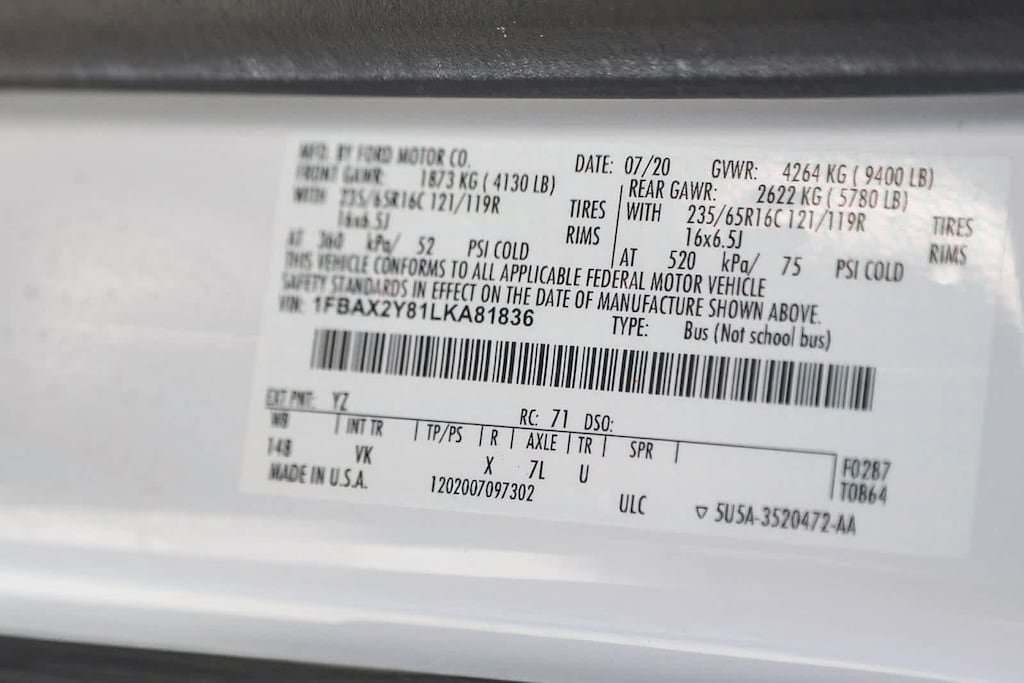 MFD. BY FORD MOTOR CO. DATE: 07/20 GVWR: 4264 KG ( 9400 LB)
FRONT GAWR: 1873 KG ( 4130 LB) REAR GAWR: 2622 KG ( 5780 LB)
WITH 235/65R16C 121/119R TIRES WITH 235/65R16C 121/119R TIRES
16x6.5J RIMS 16x6.5J RIMS
AT 360 kPa/ 52 PSI COLD AT 520 kPa/ 75 PSI COLD
THIS VEHICLE CONFORMS TO ALL APPLICABLE FEDERAL MOTOR VEHICLE
SAFETY STANDARDS IN EFFECT ON THE DATE OF MANUFACTURE SHOWN ABOVE.
VIN: 1FBAX2Y81LKA81836 TYPE: Bus (Not school bus)
EXT PNT: YZ RC: 71 DSO:
WB INT TR TP/PS R AXLE TR SPR F0287
148 VK X 7L U T0864
MADE IN U.S.A. 1202007097302 ULC ▽ 5U5A-3520472-AA